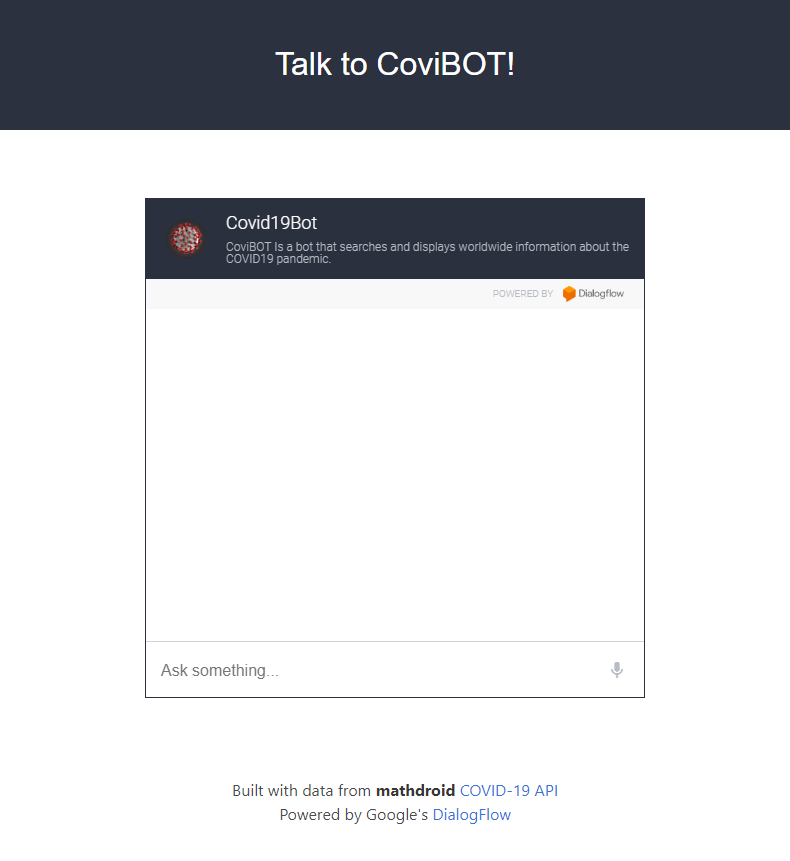 Talk to CoviBOT!
Covid19Bot
CoviBOT Is a bot that searches and displays worldwide information about the
COVID19 pandemic.
POWERED BY Dialogflow
Ask something...
Built with data from mathdroid COVID-19 API
Powered by Google's DialogFlow